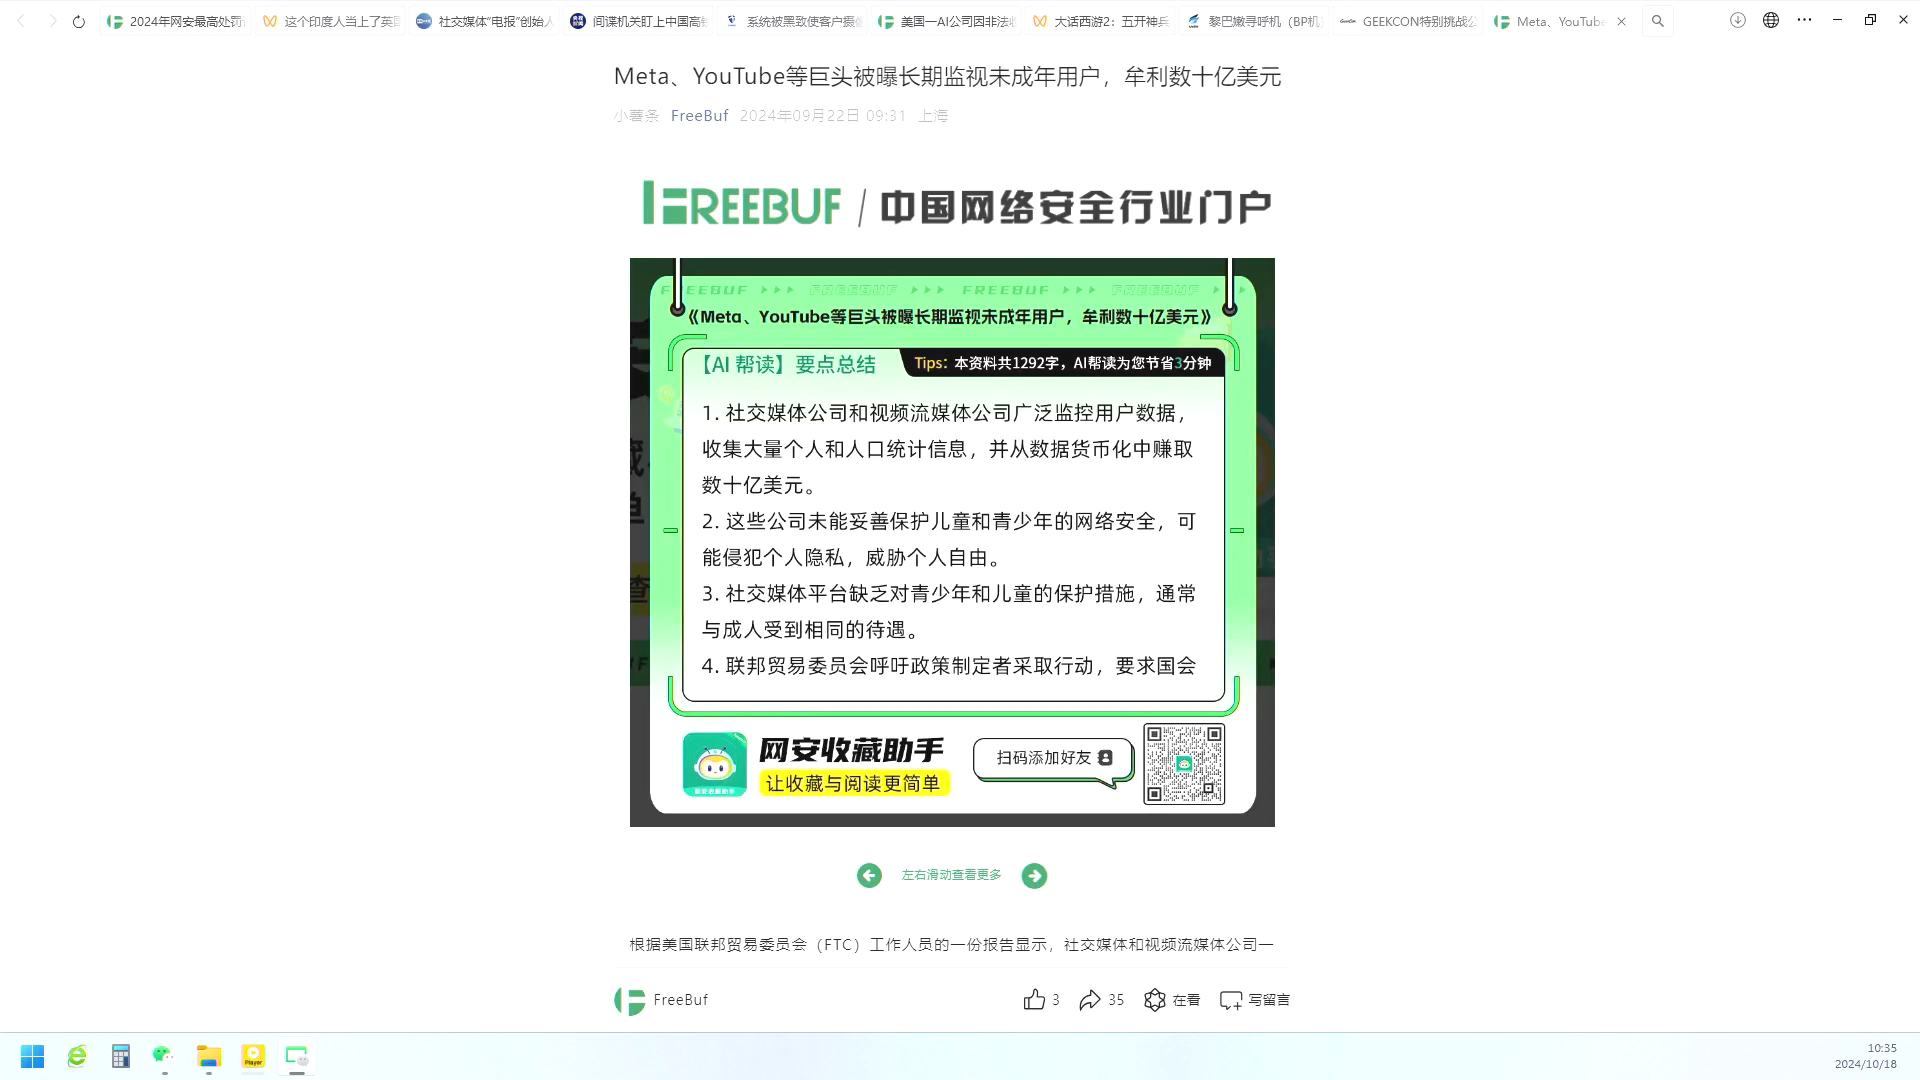 2024年网安最高处罚
这个印度人当上了英国
社交媒体“电报”创始人
间谍机关盯上中国高
系统被黑致使客户摄
美国一AI公司因非法
大话西游2：五开神兵
黎巴嫩寻呼机（BP机
GEEKCON特别挑战公
Meta、YouTube
Meta、YouTube等巨头被曝长期监视未成年用户，牟利数十亿美元
小薯条 FreeBuf 2024年09月22日 09:31 上海
FREEBUF / 中国网络安全行业门户
FREEBUF FREEBUF FREEBUF FREEBUF
《Meta、YouTube等巨头被曝长期监视未成年用户，牟利数十亿美元》
【AI 帮读】要点总结
Tips：本资料共1292字，AI帮读为您节省3分钟
1. 社交媒体公司和视频流媒体公司广泛监控用户数据，
收集大量个人和人口统计信息，并从数据货币化中赚取
数十亿美元。
2. 这些公司未能妥善保护儿童和青少年的网络安全，可
能侵犯个人隐私，威胁个人自由。
3. 社交媒体平台缺乏对青少年和儿童的保护措施，通常
与成人受到相同的待遇。
4. 联邦贸易委员会呼吁政策制定者采取行动，要求国会
网安收藏助手
网安收藏助手
让收藏与阅读更简单
扫码添加好友
左右滑动查看更多
根据美国联邦贸易委员会（FTC）工作人员的一份报告显示，社交媒体和视频流媒体公司一
FreeBuf
3
35
在看
写留言
Player
10:35
2024/10/18